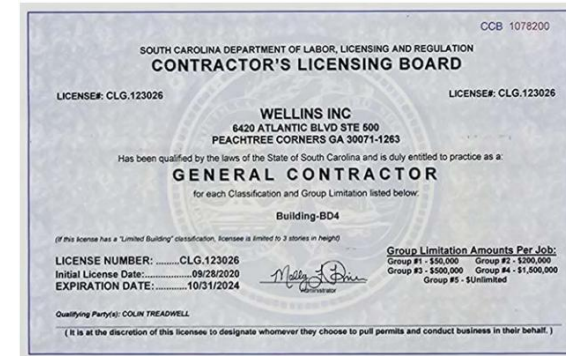 CCB 1078200
SOUTH CAROLINA DEPARTMENT OF LABOR, LICENSING AND REGULATION
CONTRACTOR'S LICENSING BOARD
LICENSE#: CLG.123026 LICENSE#: CLG.123026
WELLINS INC
6420 ATLANTIC BLVD STE 500
PEACHTREE CORNERS GA 30071-1263
Has been qualified by the laws of the State of South Carolina and is duly entitled to practice as a:
GENERAL CONTRACTOR
for each Classification and Group Limitation listed below:
Building-BD4
(If this license has a "Limited Building" classification, licensee is limited to 3 stories in height)
Group Limitation Amounts Per Job:
LICENSE NUMBER: .........CLG.123026 Group #1 - $50,000 Group #2 - $200,000
Initial License Date:..................09/28/2020 Group #3 - $500,000 Group #4 - $1,500,000
EXPIRATION DATE:..............10/31/2024 Administrator Group #5 - $Unlimited
Qualifying Party(s): COLIN TREADWELL
( It is at the discretion of this licensee to designate whomever they choose to pull permits and conduct business in their behalf. )